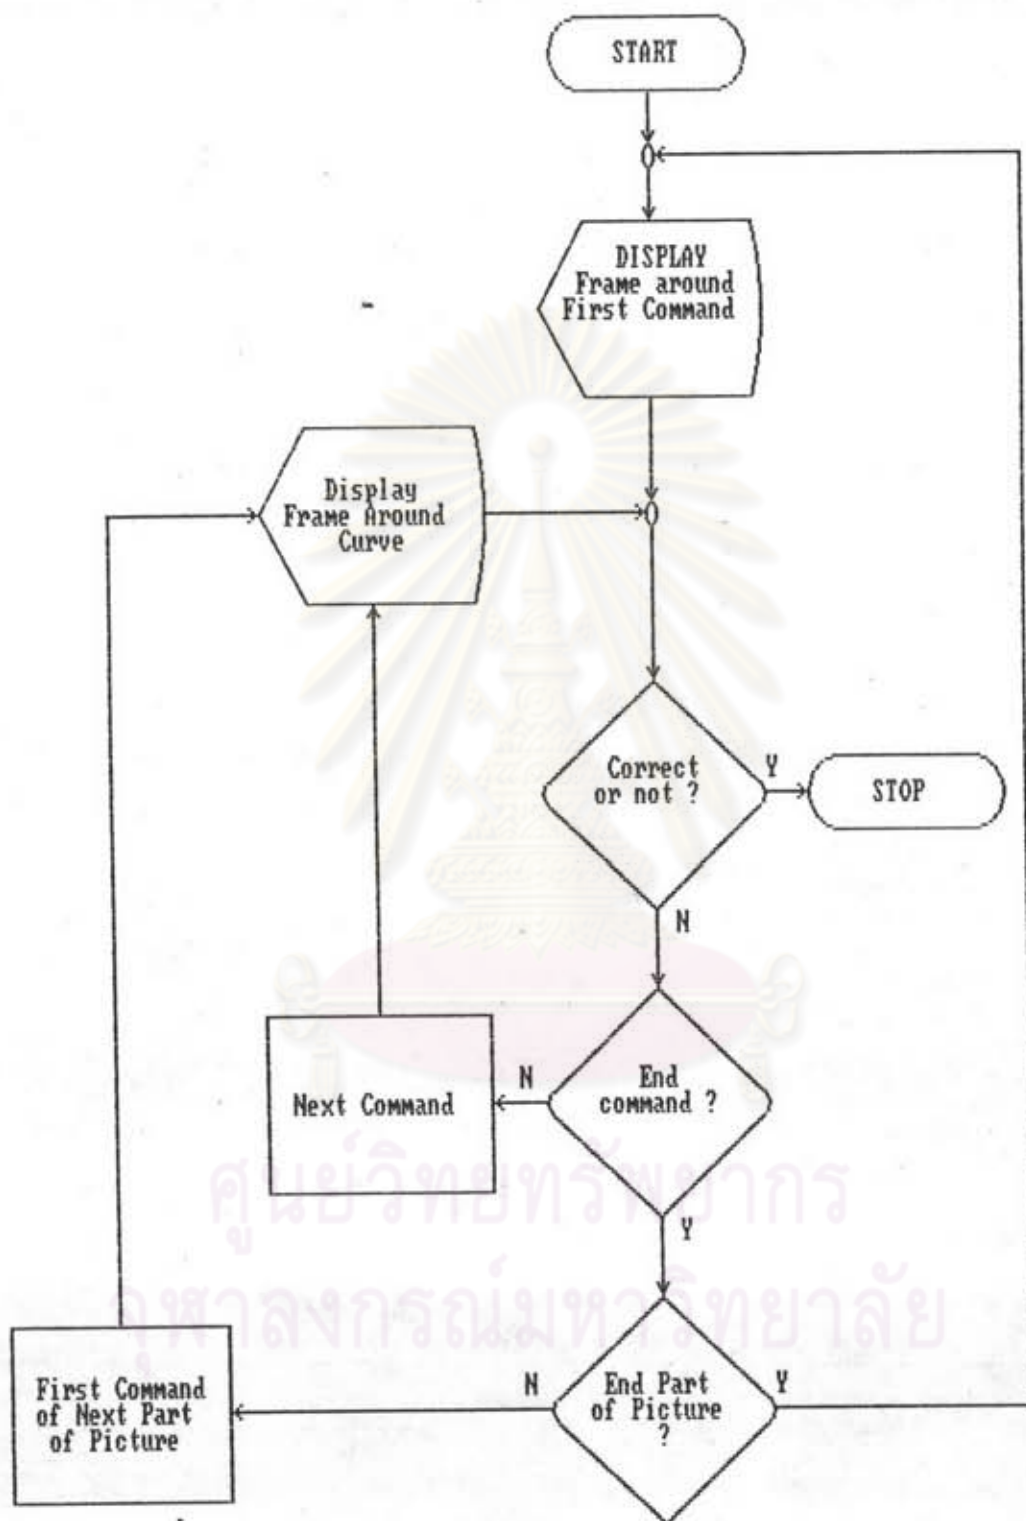 START
DISPLAY
Frame around
First Command
Display
Frame Around
Curve
Correct
or not ?
Y
STOP
N
End
command ?
N
Next Command
Y
ศูนย์วิทยทรัพยากร
จุฬาลงกรณ์มหาวิทยาลัย
First Command
of Next Part
of Picture
N
End Part
of Picture
?
Y